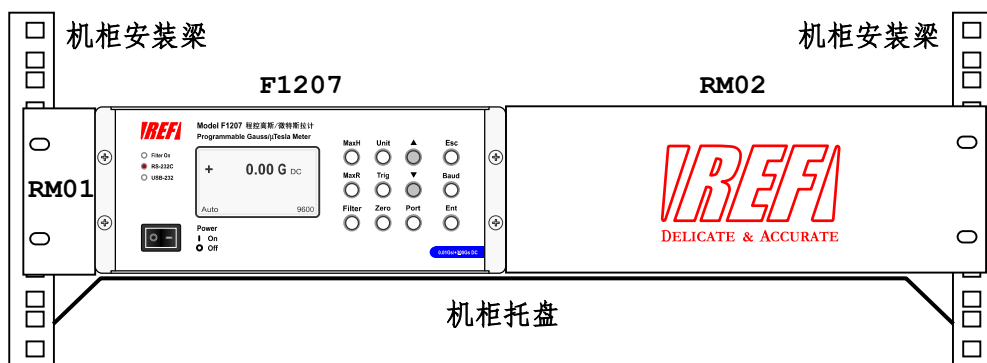 机柜安装梁
机柜安装梁
F1207
RM02
RM01
IREFI
Model F1207 程控高斯/微特斯拉计
Programmable Gauss/μTesla Meter
Filter On
RS-232C
USB-232
+ 0.00 G DC
Auto 9600
MaxH Unit ▲ Esc
MaxR Trig ▼ Baud
Filter Zero Port Ent
Power
I On
O Off
IREFI
DELICATE & ACCURATE
机柜托盘